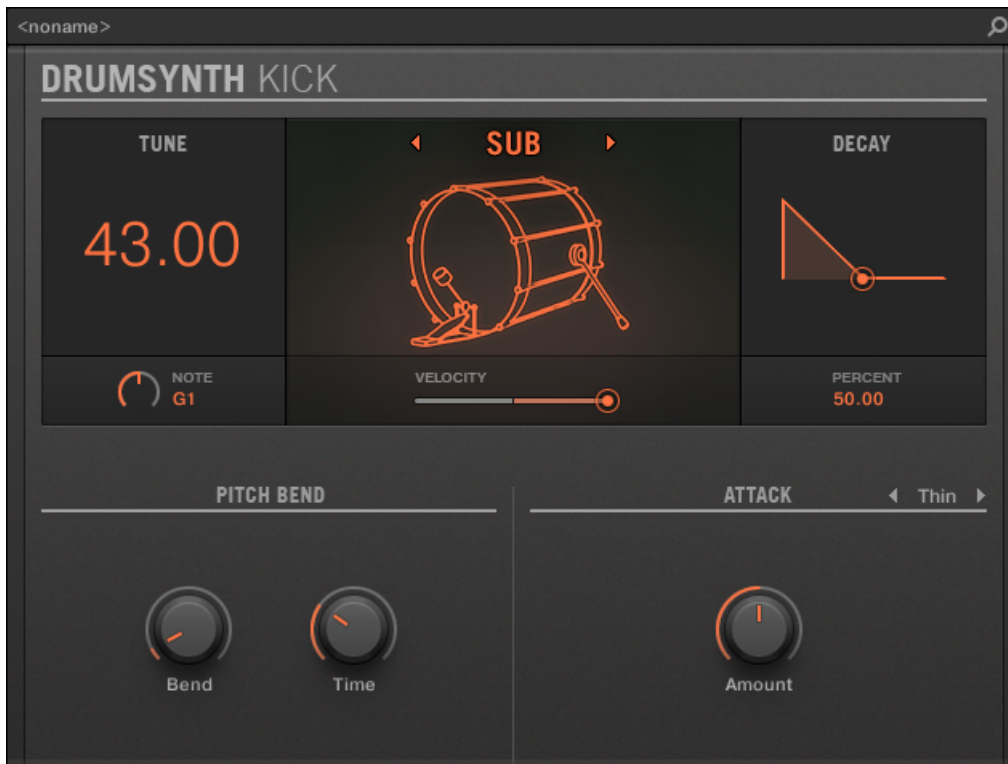 <noname>
DRUMSYNTH KICK
TUNE
SUB
DECAY
43.00
NOTE
G1
VELOCITY
PERCENT
50.00
PITCH BEND
ATTACK
Thin
Bend
Time
Amount